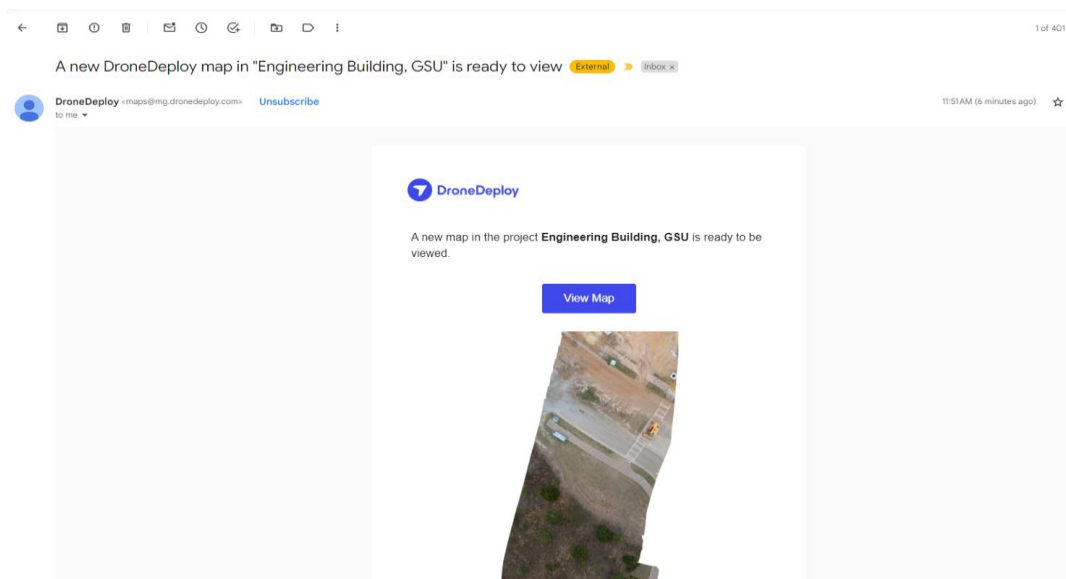 1 of 401
A new DroneDeploy map in "Engineering Building, GSU" is ready to view External Inbox x
DroneDeploy <maps@mg.dronedeploy.com> Unsubscribe 11:51 AM (6 minutes ago)
to me
DroneDeploy
A new map in the project Engineering Building, GSU is ready to be
viewed.
View Map